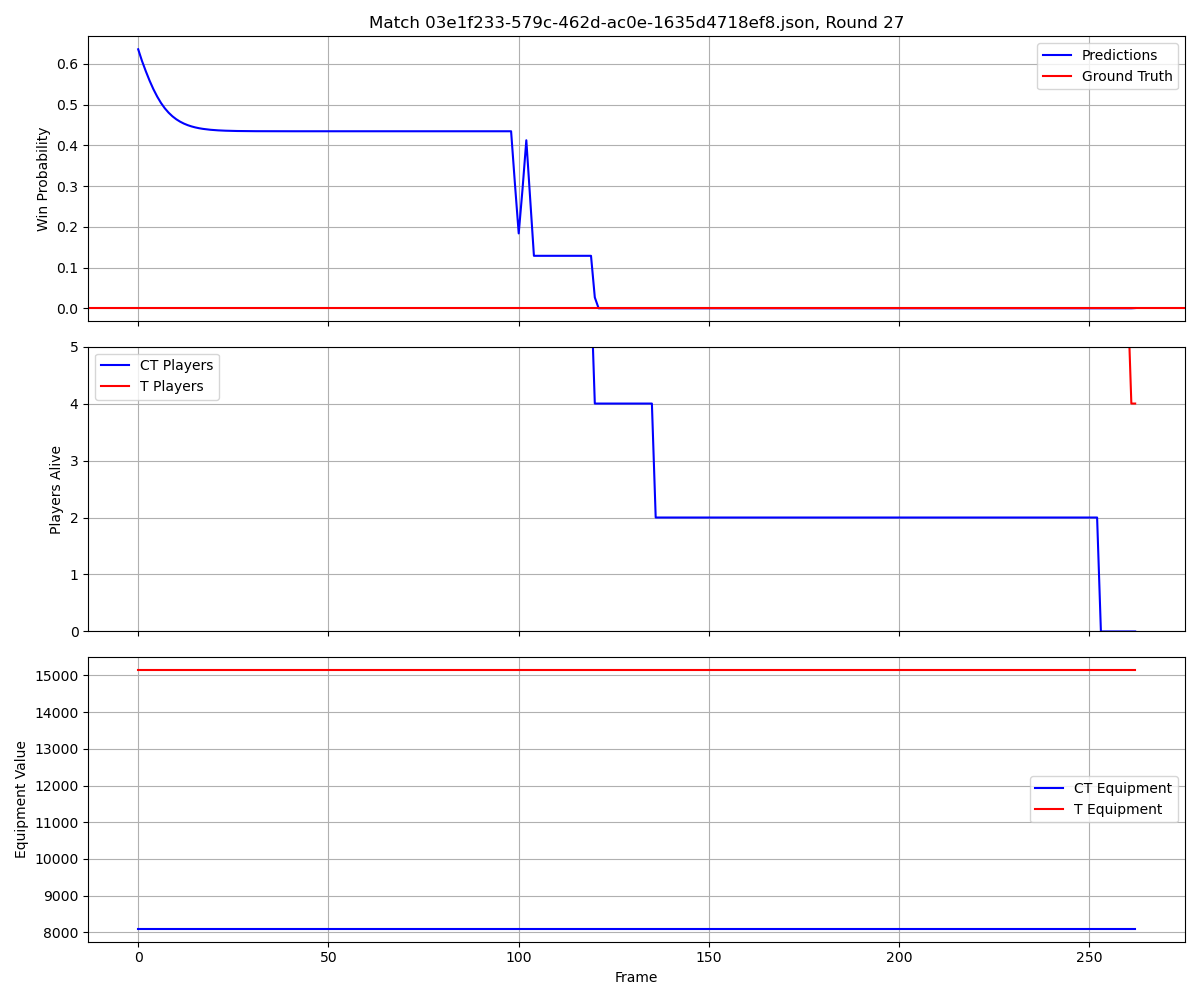 Match 03e1f233-579c-462d-ac0e-1635d4718ef8.json, Round 27
Win Probability
0.6
0.5
0.4
0.3
0.2
0.1
0.0
Predictions
Ground Truth
Players Alive
5
4
3
2
1
0
CT Players
T Players
Equipment Value
15000
14000
13000
12000
11000
10000
9000
8000
CT Equipment
T Equipment
0
50
100
150
200
250
Frame